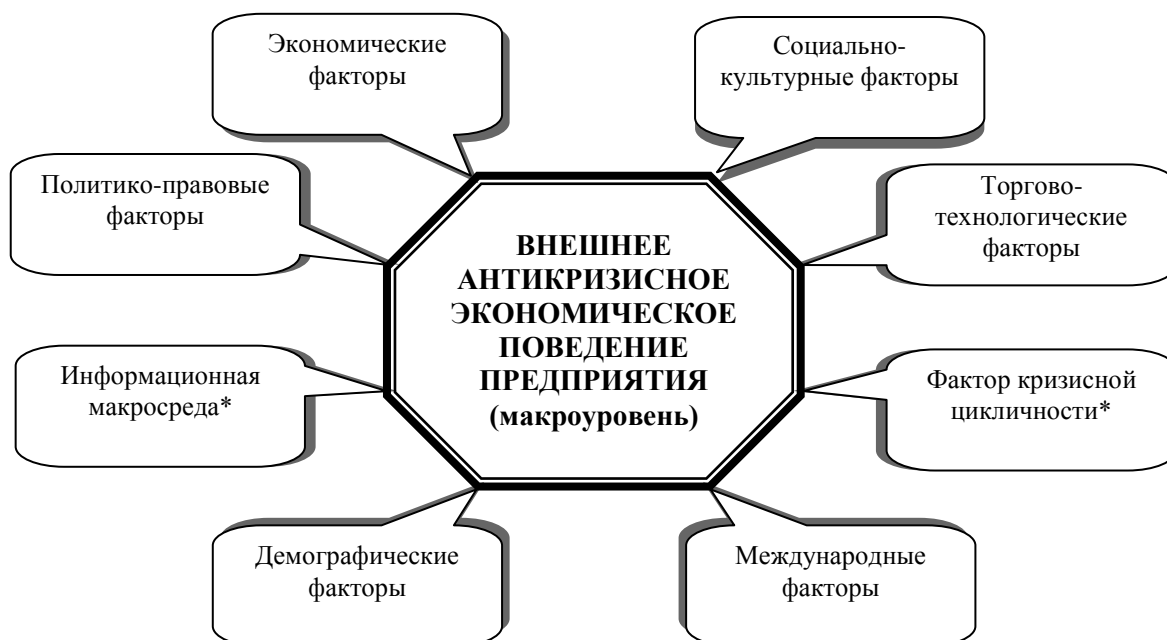 Экономические
факторы
Социально-
культурные факторы
Политико-правовые
факторы
Торгово-
технологические
факторы
ВНЕШНЕЕ
АНТИКРИЗИСНОЕ
ЭКОНОМИЧЕСКОЕ
ПОВЕДЕНИЕ
ПРЕДПРИЯТИЯ
(макроуровень)
Информационная
макросреда*
Фактор кризисной
цикличности*
Демографические
факторы
Международные
факторы